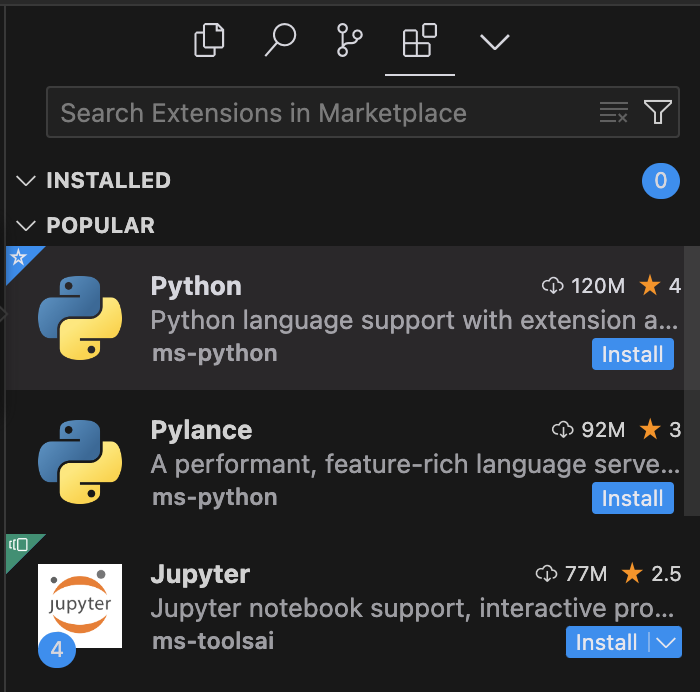 Search Extensions in Marketplace
INSTALLED 0
POPULAR
Python 120M 4
Python language support with extension a...
ms-python Install
Pylance 92M 3
A performant, feature-rich language serve...
ms-python Install
Jupyter 77M 2.5
jupyter Jupyter notebook support, interactive pro...
4 ms-toolsai Install